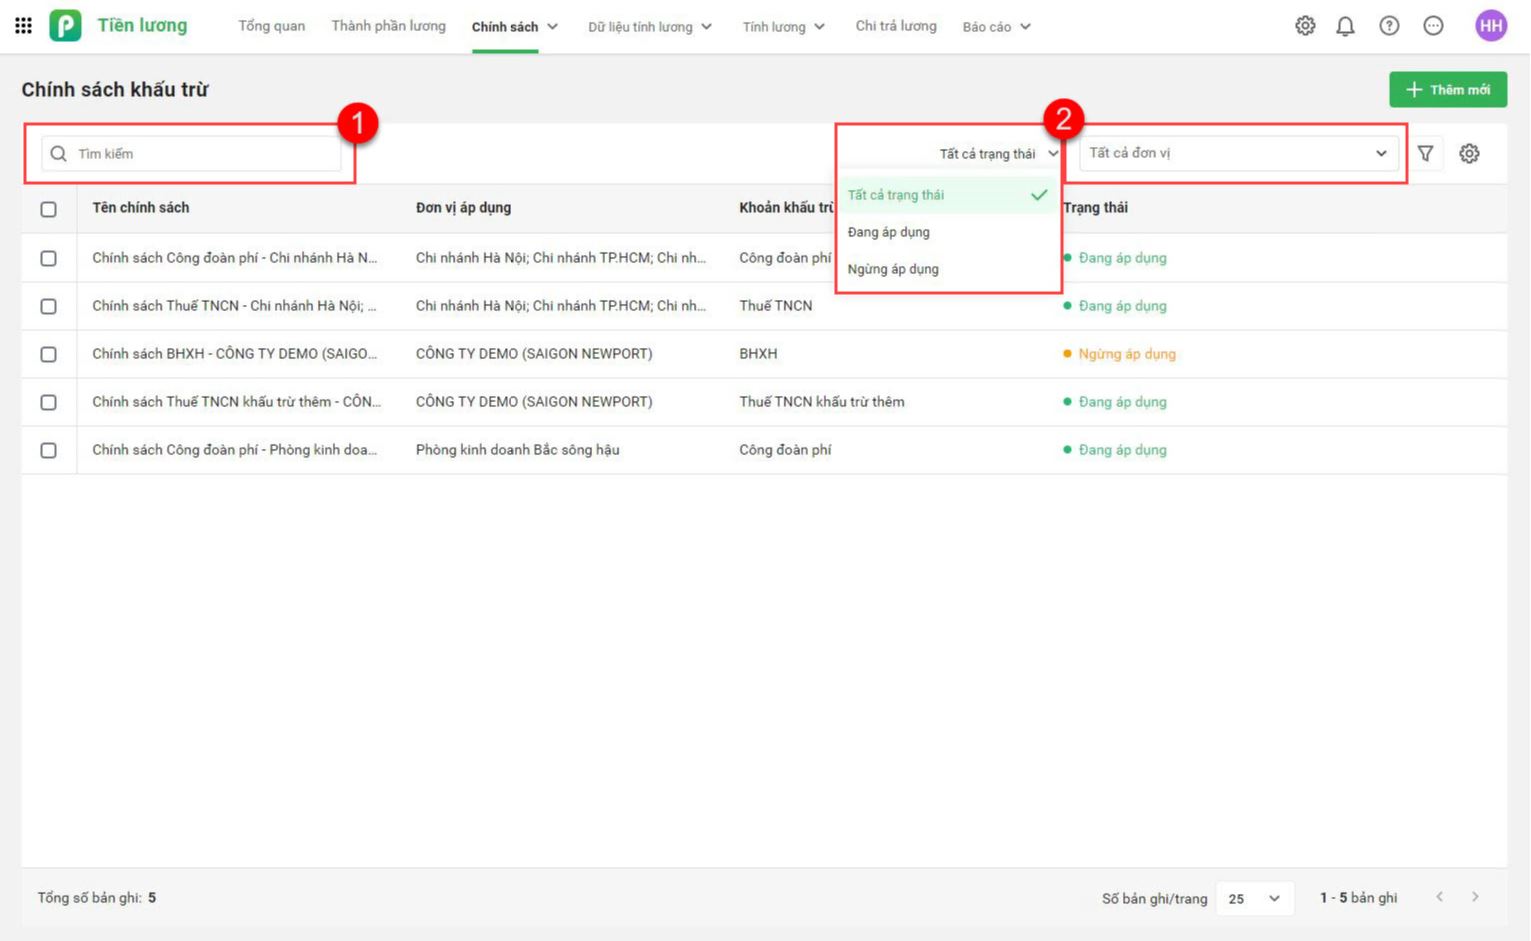 Tiền lương Tổng quan Thành phần lương Chính sách Dữ liệu tính lương Tính lương Chi trả lương Báo cáo HH
Chính sách khấu trừ
Thêm mới
1
2
Tìm kiếm
Tất cả trạng thái
Tất cả đơn vị
Tất cả trạng thái
Đang áp dụng
Ngừng áp dụng
Tên chính sách Đơn vị áp dụng Khoản khấu trừ Trạng thái
Chính sách Công đoàn phí - Chi nhánh Hà N... Chi nhánh Hà Nội; Chi nhánh TP.HCM; Chi nh... Công đoàn phí Đang áp dụng
Chính sách Thuế TNCN - Chi nhánh Hà Nội; ... Chi nhánh Hà Nội; Chi nhánh TP.HCM; Chi nh... Thuế TNCN Đang áp dụng
Chính sách BHXH - CÔNG TY DEMO (SAIGO... CÔNG TY DEMO (SAIGON NEWPORT) BHXH Ngừng áp dụng
Chính sách Thuế TNCN khấu trừ thêm - CÔN... CÔNG TY DEMO (SAIGON NEWPORT) Thuế TNCN khấu trừ thêm Đang áp dụng
Chính sách Công đoàn phí - Phòng kinh doa... Phòng kinh doanh Bắc sông hậu Công đoàn phí Đang áp dụng
Tổng số bản ghi: 5 Số bản ghi/trang 25 1 - 5 bản ghi